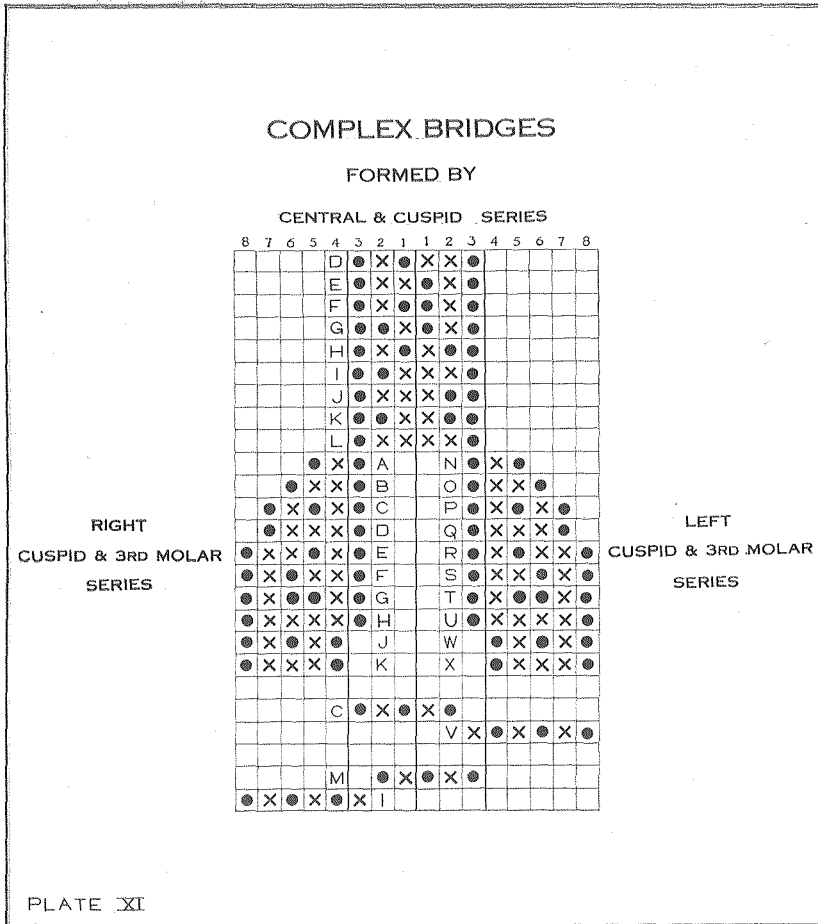 COMPLEX BRIDGES
FORMED BY
CENTRAL & CUSPID SERIES
8 7 6 5 4 3 2 1 1 2 3 4 5 6 7 8
D ● X ● X X ●
E ● X X ● X ●
F ● X ● ● X ●
G ● ● X ● X ●
H ● X ● X ● ●
I ● ● X X X ●
J ● X X X ● ●
K ● ● X X ● ●
L ● X X X X ●
● X ● A N ● X ●
● X X ● B O ● X X ●
● X ● X ● C P ● X ● X ●
● X X X ● D Q ● X X X ●
● X X ● X ● E R ● X ● X X ●
● X ● X X ● F S ● X X ● X ●
● X ● ● X ● G T ● X ● ● X ●
● X X X X ● H U ● X X X X ●
● X ● X ● J W ● X ● X ●
● X X X ● K X ● X X X ●
C ● X ● X ●
V X ● X ● X ●
M ● X ● X ●
● X ● X ● X I
RIGHT
CUSPID & 3RD MOLAR
SERIES
LEFT
CUSPID & 3RD MOLAR
SERIES
PLATE XI